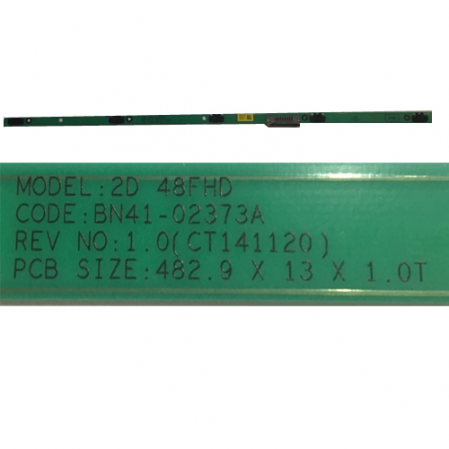 MODEL:2D 48FHD
CODE:BN41-02373A
REV NO:1.0(CT141120)
PCB SIZE:482.9 X 13 X 1.0T